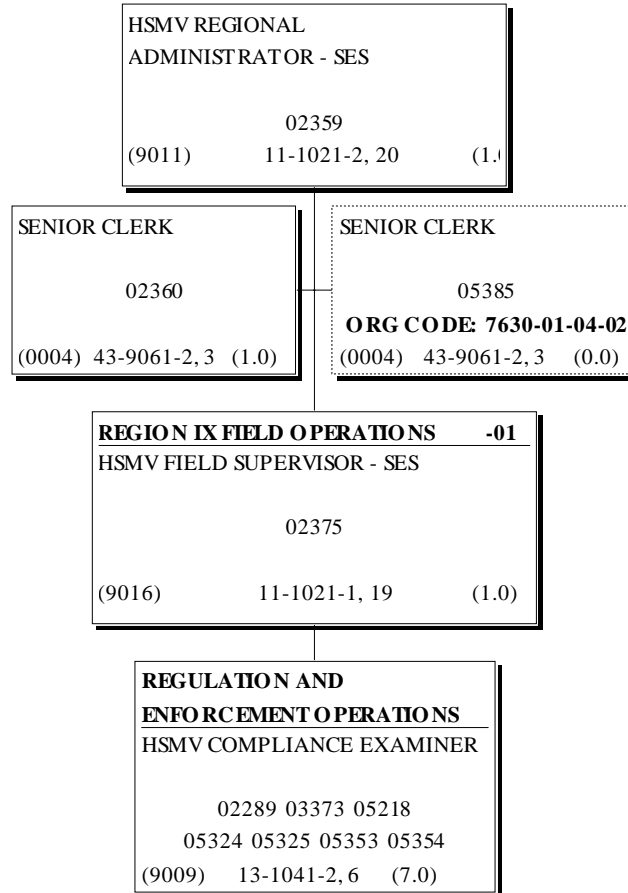 HSMV REGIONAL
ADMINISTRATOR - SES
02359
(9011) 11-1021-2, 20 (1.
SENIOR CLERK
02360
(0004) 43-9061-2, 3 (1.0)
SENIOR CLERK
05385
ORG CODE: 7630-01-04-02
(0004) 43-9061-2, 3 (0.0)
REGION IX FIELD OPERATIONS -01
HSMV FIELD SUPERVISOR - SES
02375
(9016) 11-1021-1, 19 (1.0)
REGULATION AND
ENFORCEMENT OPERATIONS
HSMV COMPLIANCE EXAMINER
02289 03373 05218
05324 05325 05353 05354
(9009) 13-1041-2, 6 (7.0)